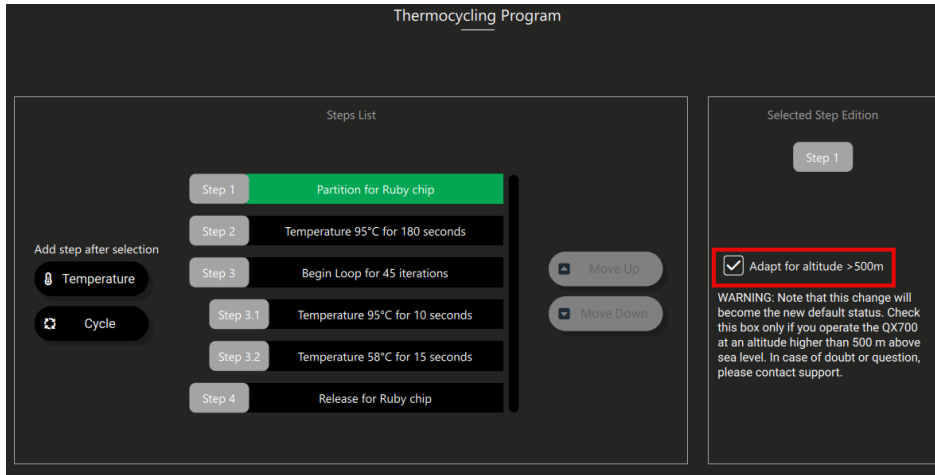 Thermocycling Program
Steps List
Selected Step Edition
Step 1
Step 1 Partition for Ruby chip
Step 2 Temperature 95°C for 180 seconds
Add step after selection
Temperature
Cycle
Step 3 Begin Loop for 45 iterations
Step 3.1 Temperature 95°C for 10 seconds
Step 3.2 Temperature 58°C for 15 seconds
Step 4 Release for Ruby chip
Move Up
Move Down
Adapt for altitude >500m
WARNING: Note that this change will
become the new default status. Check
this box only if you operate the QX700
at an altitude higher than 500 m above
sea level. In case of doubt or question,
please contact support.